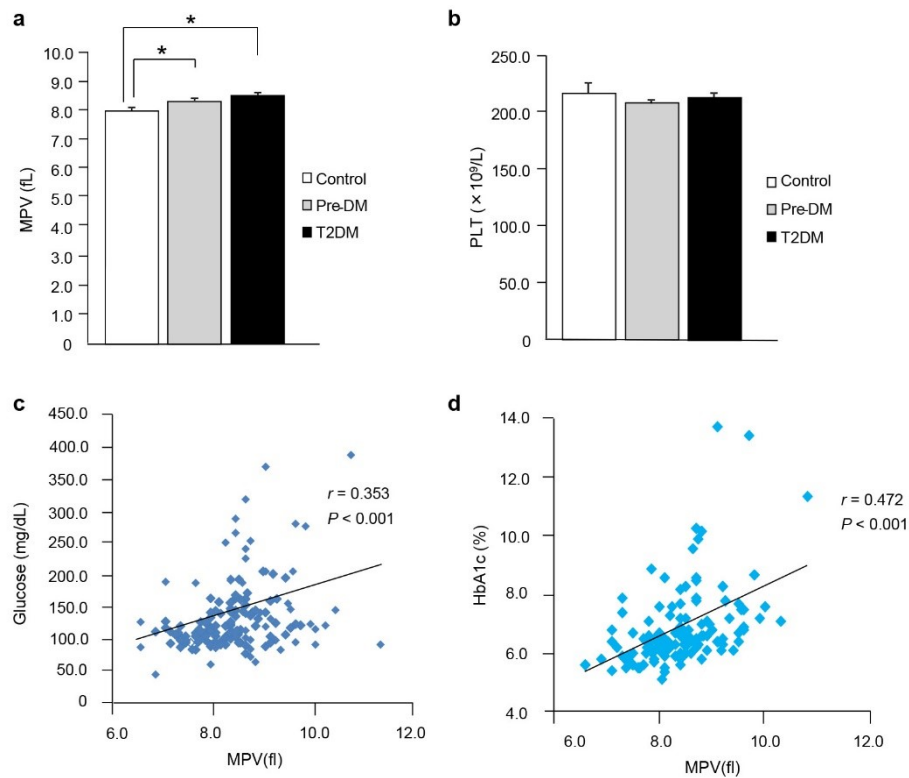 a
*
*
10.0
9.0
8.0
7.0
6.0
5.0
4.0
3.0
2.0
1.0
0
MPV (fL)
Control
Pre-DM
T2DM
b
250.0
200.0
150.0
100.0
50.0
0
PLT (×10⁹/L)
Control
Pre-DM
T2DM
c
450.0
400.0
350.0
300.0
250.0
200.0
150.0
100.0
50.0
0
Glucose (mg/dL)
r = 0.353
P < 0.001
6.0 8.0 10.0 12.0
MPV(fl)
d
14.0
12.0
10.0
8.0
6.0
4.0
HbA1c (%)
r = 0.472
P < 0.001
6.0 8.0 10.0 12.0
MPV(fl)